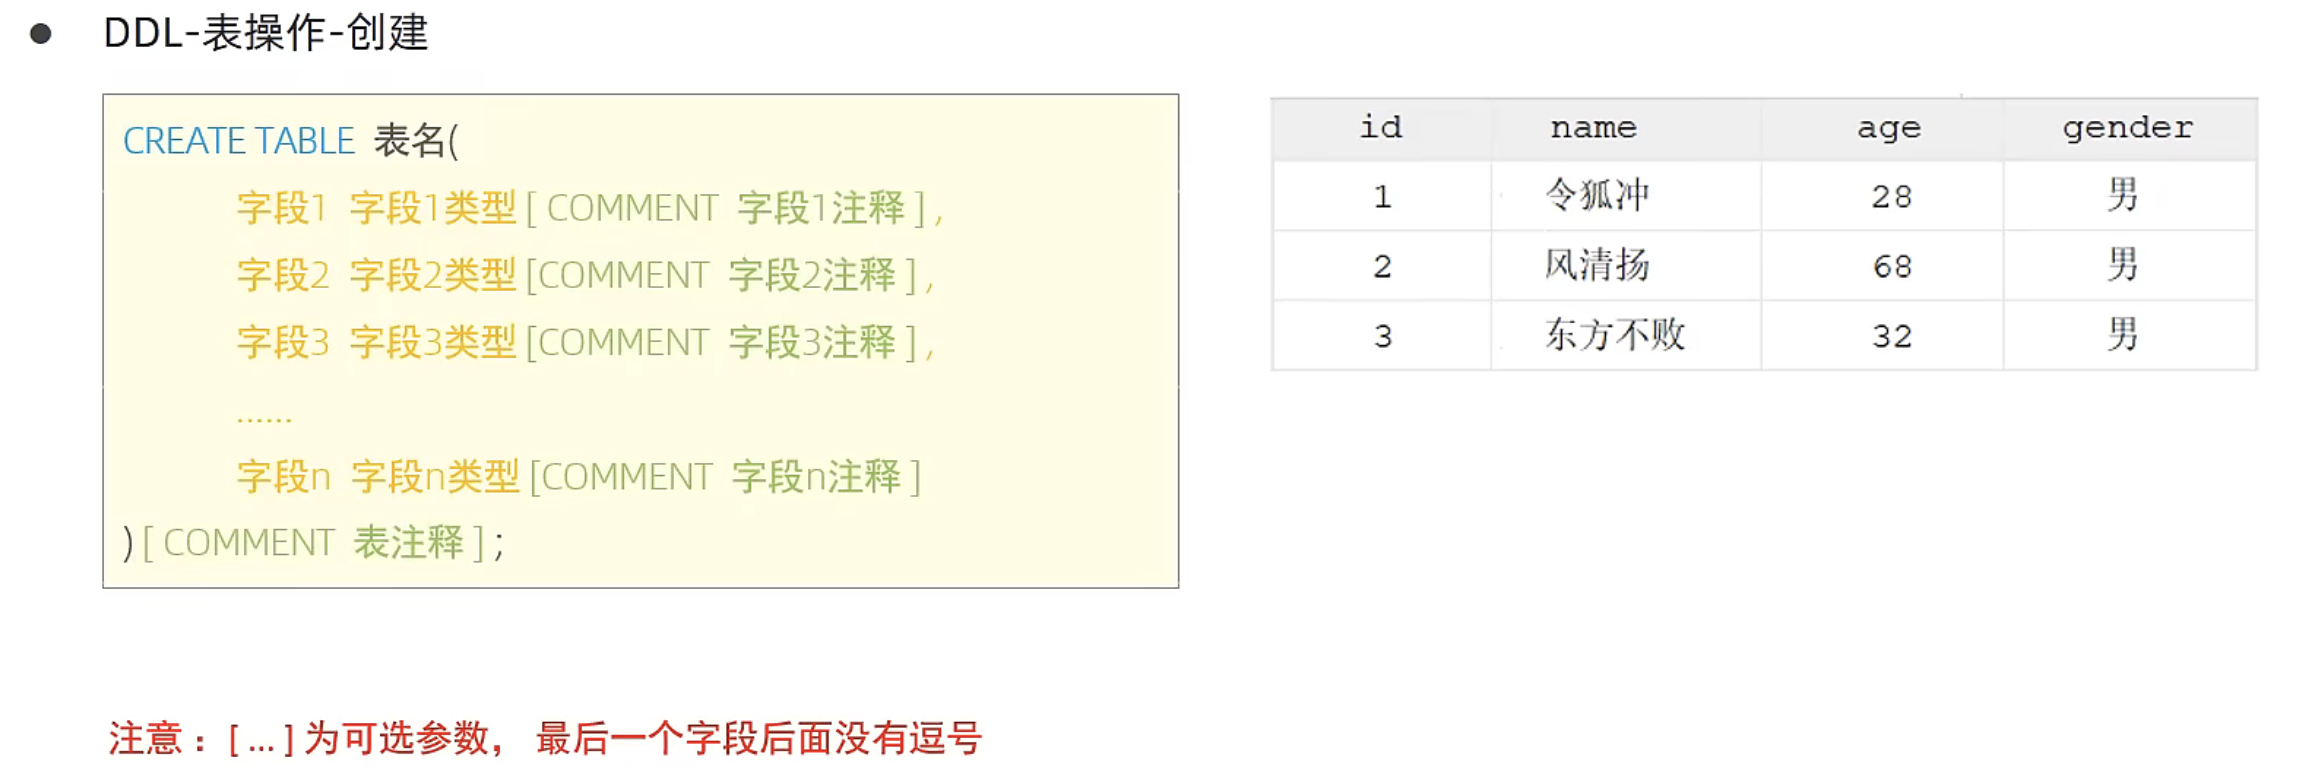 DDL-表操作-创建
CREATE TABLE 表名(
字段1 字段1类型[ COMMENT 字段1注释 ] ,
字段2 字段2类型[COMMENT 字段2注释 ] ,
字段3 字段3类型[COMMENT 字段3注释 ] ,
......
字段n 字段n类型[COMMENT 字段n注释 ]
)[ COMMENT 表注释 ] ;
id name age gender
1 令狐冲 28 男
2 风清扬 68 男
3 东方不败 32 男
注意：[ ... ] 为可选参数，最后一个字段后面没有逗号